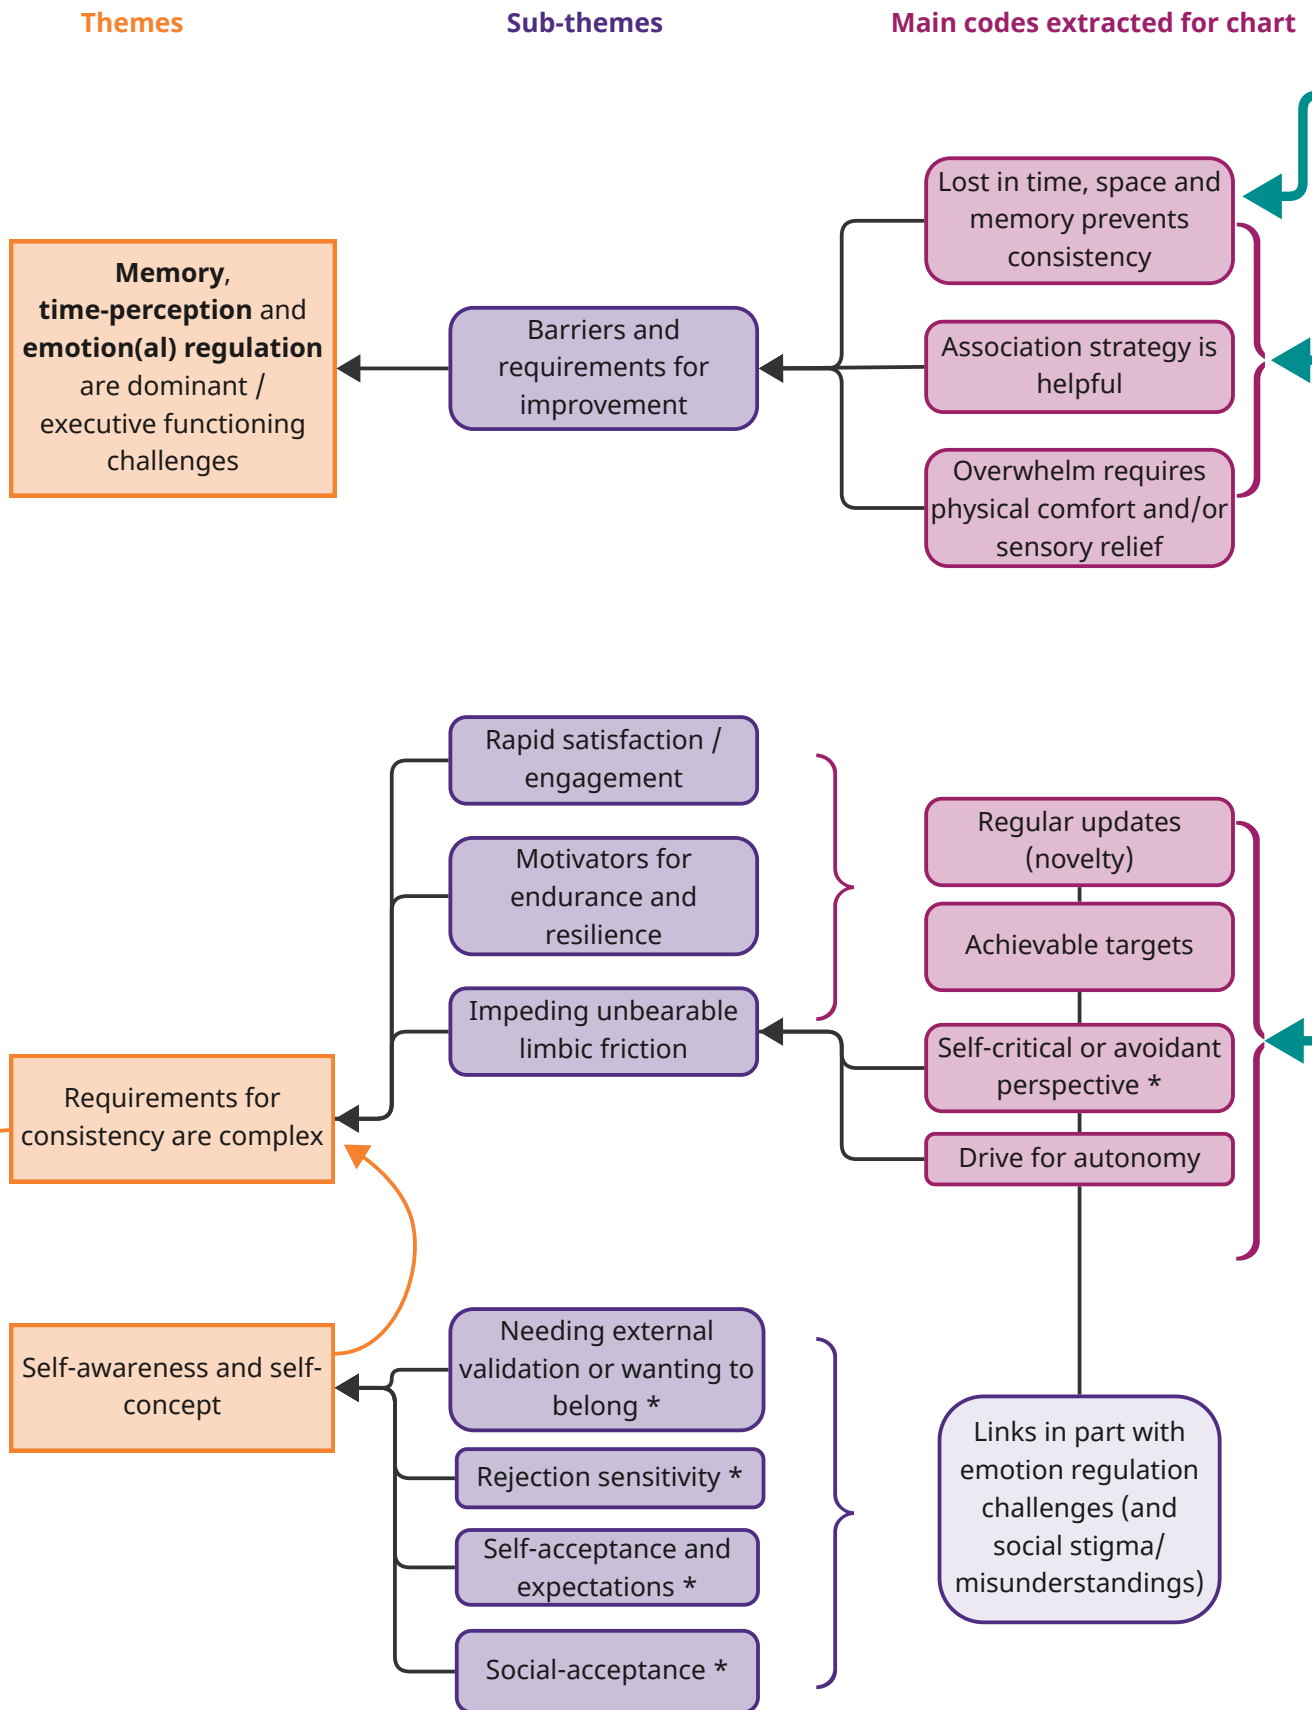 Themes
Sub-themes
Main codes extracted for chart
Memory,
time-perception and
emotion(al) regulation
are dominant /
executive functioning
challenges
Barriers and
requirements for
improvement
Lost in time, space and
memory prevents
consistency
Association strategy is
helpful
Overwhelm requires
physical comfort and/or
sensory relief
Requirements for
consistency are complex
Rapid satisfaction /
engagement
Motivators for
endurance and
resilience
Impeding unbearable
limbic friction
Regular updates
(novelty)
Achievable targets
Self-critical or avoidant
perspective *
Drive for autonomy
Self-awareness and self-
concept
Needing external
validation or wanting to
belong *
Rejection sensitivity *
Self-acceptance and
expectations *
Social-acceptance *
Links in part with
emotion regulation
challenges (and
social stigma/
misunderstandings)